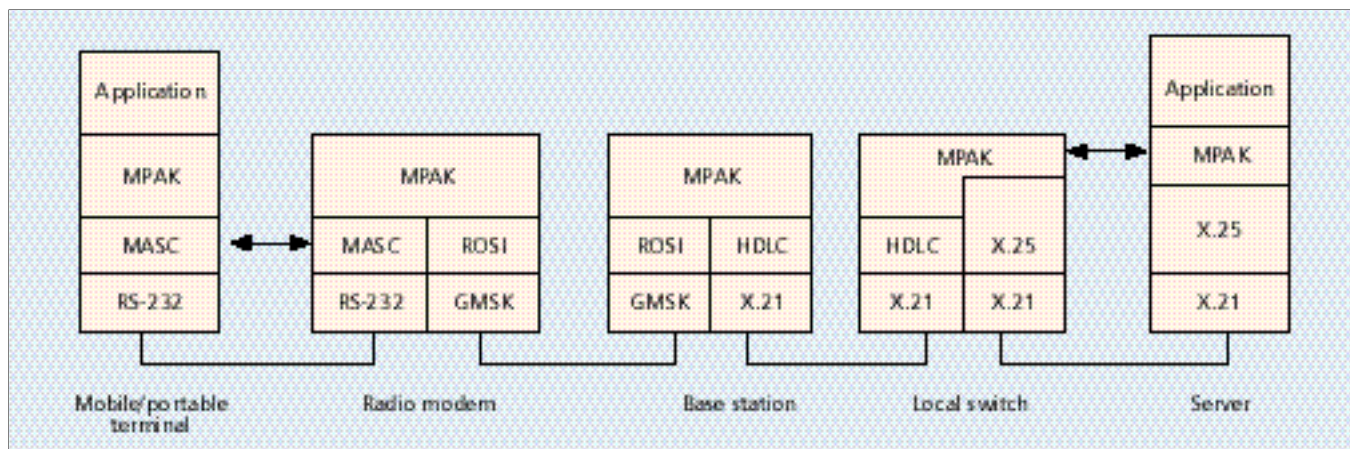 Application
MPAK
MASC
RS-232
Mobile/portable
terminal
MPAK
MASC
ROSI
RS-232
GMSK
Radio modem
MPAK
ROSI
HDLC
GMSK
X.21
Base station
MPAK
HDLC
X.25
X.21
X.21
Local switch
Application
MPAK
X.25
X.21
Server